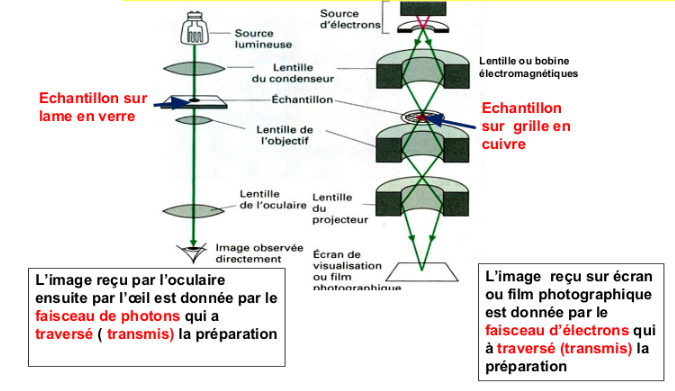 Source
lumineuse
Lentille
du condenseur
Echantillon sur
lame en verre
Échantillon
Lentille de
l'objectif
Lentille
de l'oculaire
Image observée
directement
L'image reçu par l'oculaire
ensuite par l'œil est donnée par le
faisceau de photons qui a
traversé ( transmis) la préparation
Source
d'électrons
Lentille ou bobine
électromagnétiques
Echantillon
sur grille en
cuivre
Lentille
du
projecteur
Écran de
visualisation
ou film
photographique
L'image reçu sur écran
ou film photographique
est donnée par le
faisceau d'électrons qui
à traversé (transmis) la
préparation